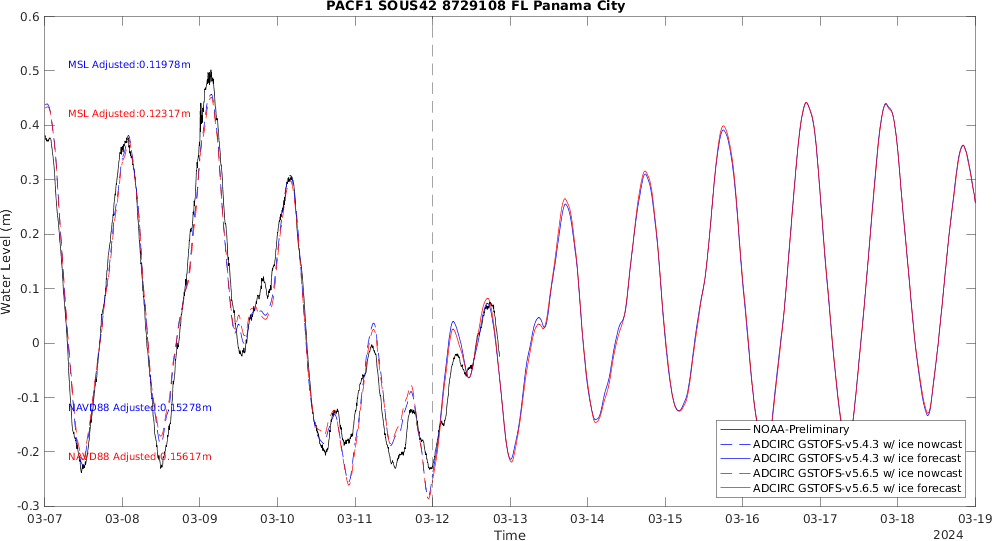 PACF1 SOUS42 8729108 FL Panama City
0.6
0.5
0.4
0.3
0.2
0.1
0
-0.1
-0.2
-0.3
Water Level (m)
MSL Adjusted:0.11978m
MSL Adjusted:0.12317m
NAVD88 Adjusted:0.15278m
NAVD88 Adjusted:0.15617m
NOAA-Preliminary
ADCIRC GSTOFS-v5.4.3 w/ ice nowcast
ADCIRC GSTOFS-v5.4.3 w/ ice forecast
ADCIRC GSTOFS-v5.6.5 w/ ice nowcast
ADCIRC GSTOFS-v5.6.5 w/ ice forecast
03-07 03-08 03-09 03-10 03-11 03-12 03-13 03-14 03-15 03-16 03-17 03-18 03-19
Time
2024